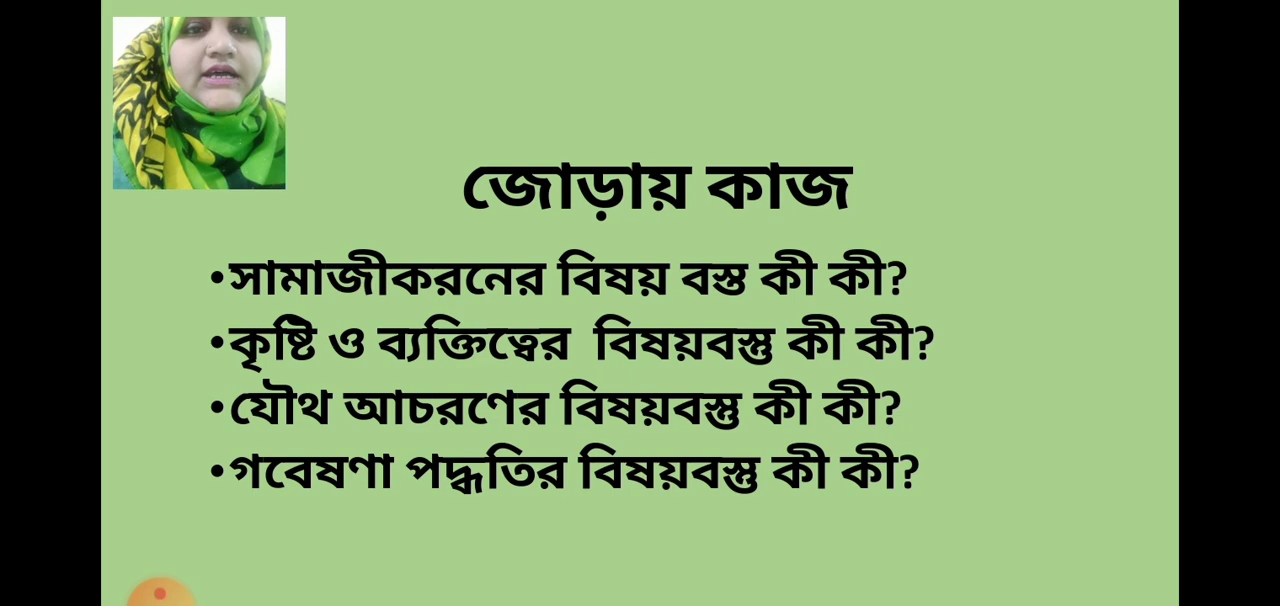 জোড়ায় কাজ
•সামাজীকরনের বিষয় বস্ত কী কী?
•কৃষ্টি ও ব্যক্তিত্বের বিষয়বস্তু কী কী?
•যৌথ আচরণের বিষয়বস্তু কী কী?
•গবেষণা পদ্ধতির বিষয়বস্তু কী কী?